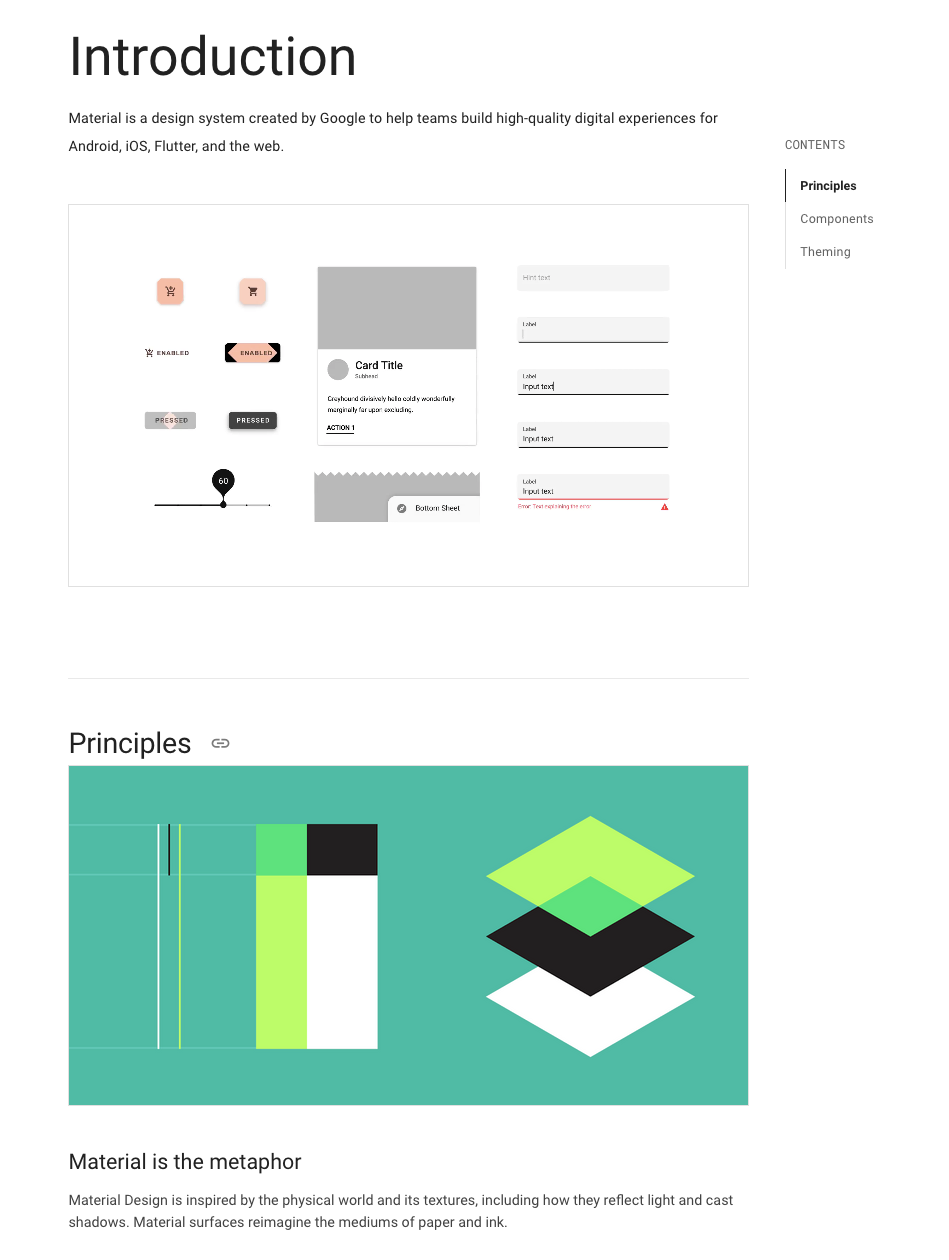 Introduction
Material is a design system created by Google to help teams build high-quality digital experiences for
Android, iOS, Flutter, and the web.
CONTENTS
Principles
Components
Theming
ENABLED
ENABLED
PRESSED
PRESSED
60
Card Title
Subhead
Greyhound divisively hello coldly wonderfully
marginally far upon excluding.
ACTION 1
Bottom Sheet
Hint text
Label
Label
Input text
Label
Input text
Label
Input text
Error: Text explaining the error
Principles
Material is the metaphor
Material Design is inspired by the physical world and its textures, including how they reflect light and cast
shadows. Material surfaces reimagine the mediums of paper and ink.